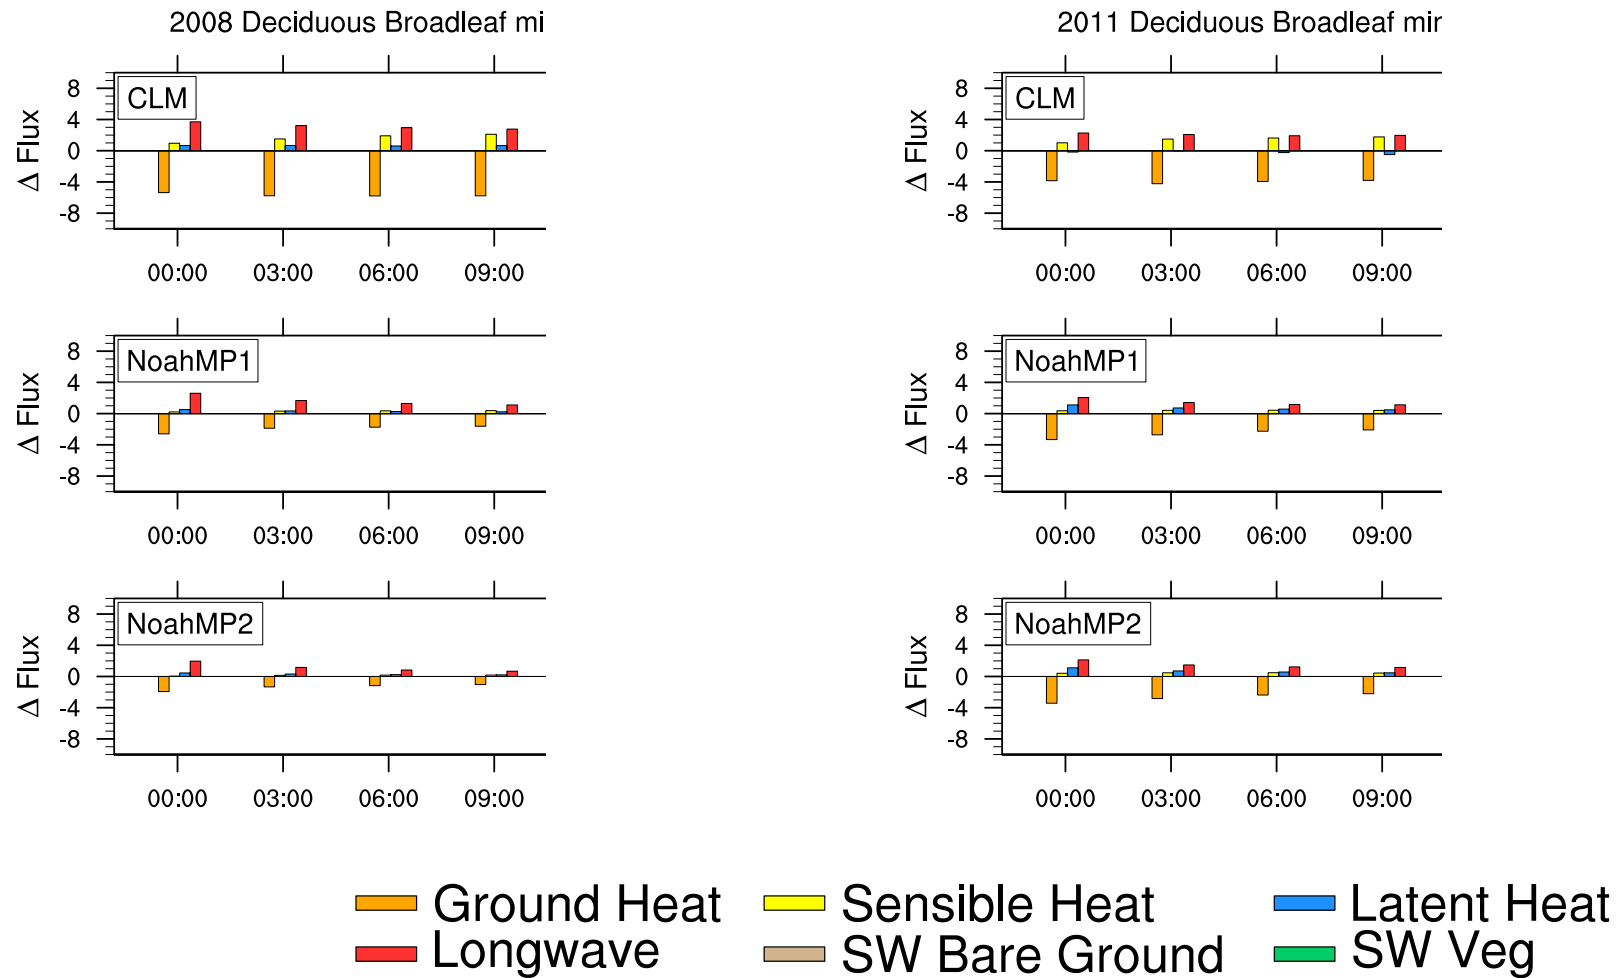 2008 Deciduous Broadleaf mi
2011 Deciduous Broadleaf mir
CLM
Δ Flux
8
4
0
-4
-8
00:00 03:00 06:00 09:00
CLM
Δ Flux
8
4
0
-4
-8
00:00 03:00 06:00 09:00
NoahMP1
Δ Flux
8
4
0
-4
-8
00:00 03:00 06:00 09:00
NoahMP1
Δ Flux
8
4
0
-4
-8
00:00 03:00 06:00 09:00
NoahMP2
Δ Flux
8
4
0
-4
-8
00:00 03:00 06:00 09:00
NoahMP2
Δ Flux
8
4
0
-4
-8
00:00 03:00 06:00 09:00
Ground Heat Sensible Heat Latent Heat
Longwave SW Bare Ground SW Veg